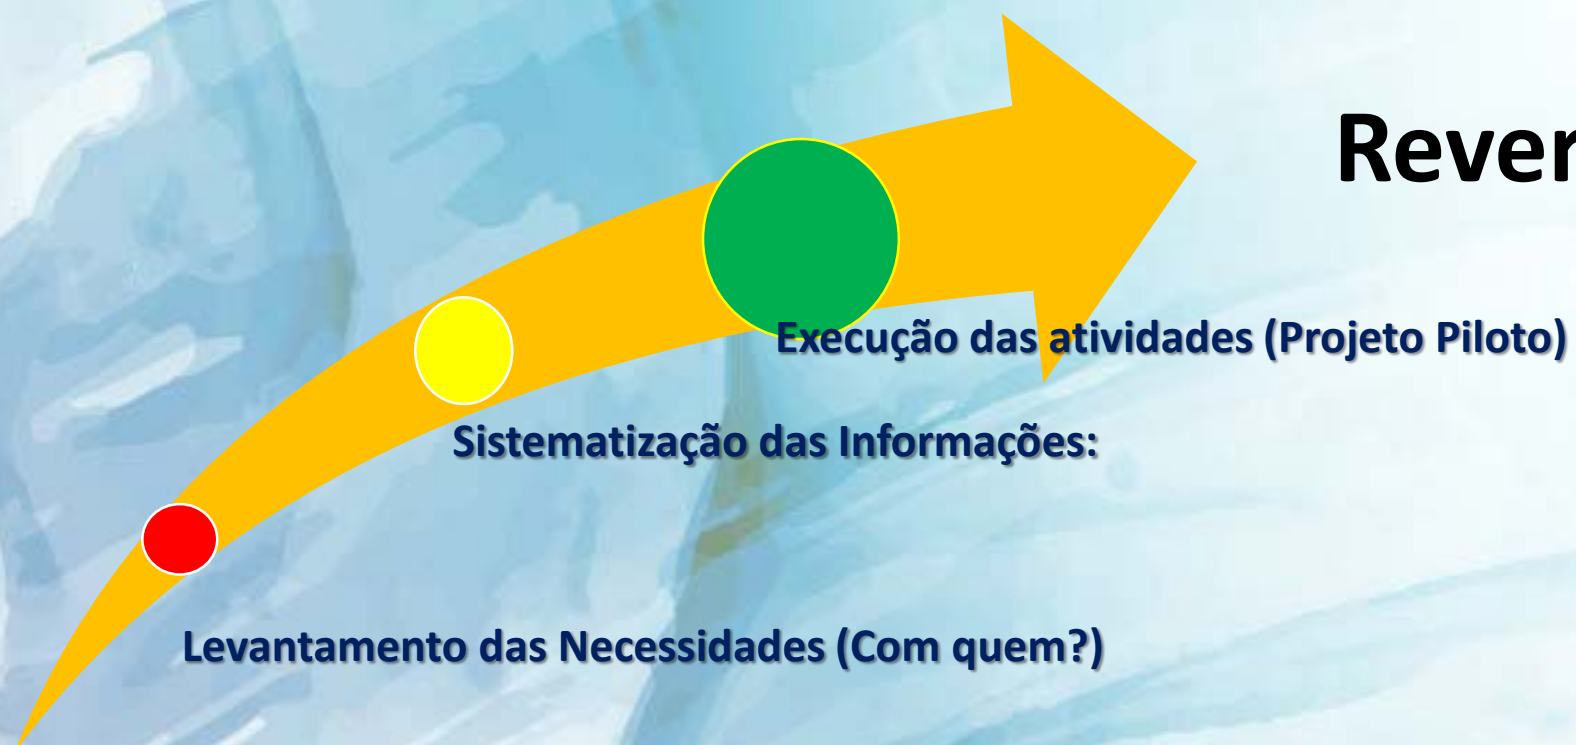 Rever
Execução das atividades (Projeto Piloto)
Sistematização das Informações:
Levantamento das Necessidades (Com quem?)